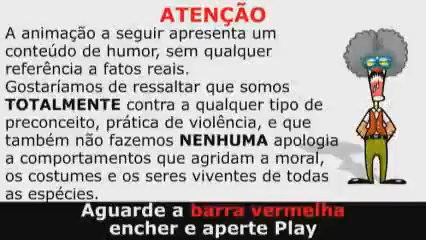 ATENÇÃO
A animação a seguir apresenta um
conteúdo de humor, sem qualquer
referência a fatos reais.
Gostaríamos de ressaltar que somos
TOTALMENTE contra a qualquer tipo de
preconceito, prática de violência, e que
também não fazemos NENHUMA apologia
a comportamentos que agridam a moral,
os costumes e os seres viventes de todas
as espécies.
Aguarde a barra vermelha
encher e aperte Play